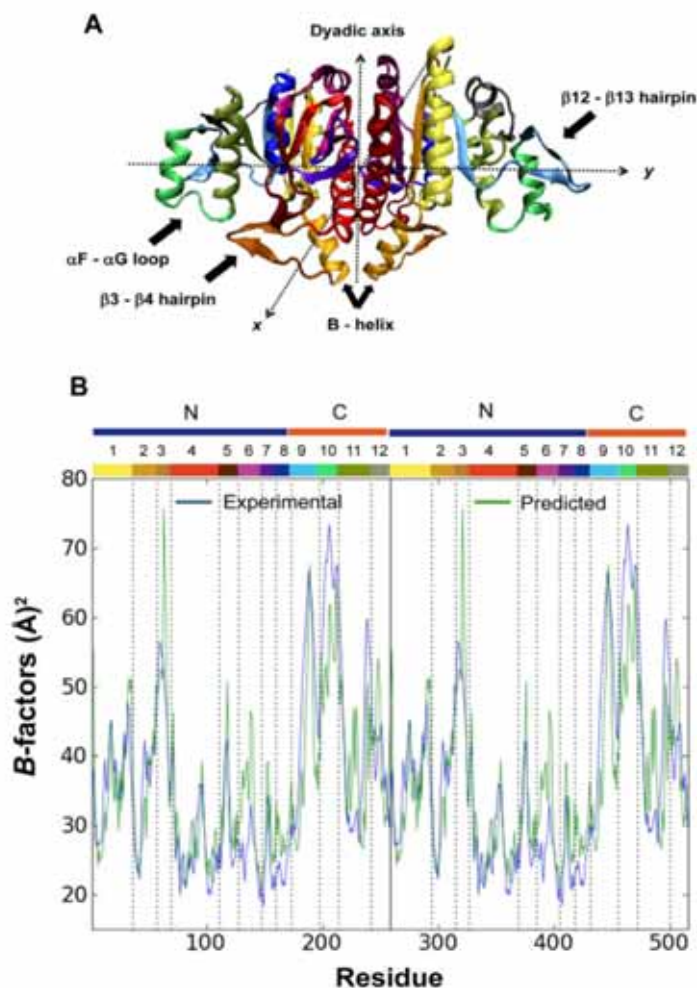 A
Dyadic axis
β12 - β13 hairpin
y
αF - αG loop
β3 - β4 hairpin
x
B - helix
B
N C N C
1 2 3 4 5 6 7 8 9 10 11 12 1 2 3 4 5 6 7 8 9 10 11 12
80
Experimental Predicted
70
60
50
40
30
20
B-factors (Å)²
100 200 300 400 500
Residue